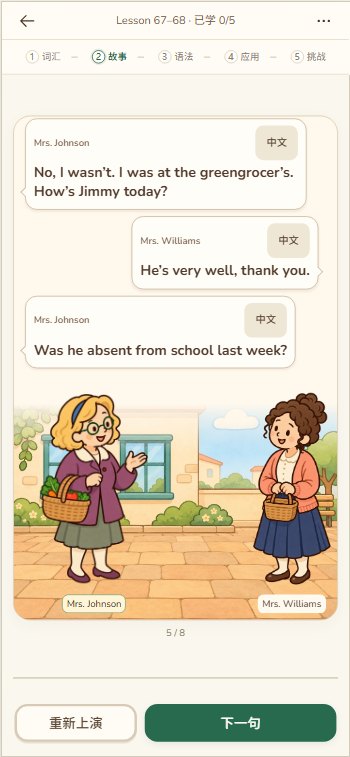 Lesson 67–68 · 已学 0/5
1 词汇 – 2 故事 – 3 语法 – 4 应用 – 5 挑战
Mrs. Johnson 中文
No, I wasn’t. I was at the greengrocer’s.
How’s Jimmy today?
Mrs. Williams 中文
He’s very well, thank you.
Mrs. Johnson 中文
Was he absent from school last week?
Mrs. Johnson Mrs. Williams
5 / 8
重新上演 下一句